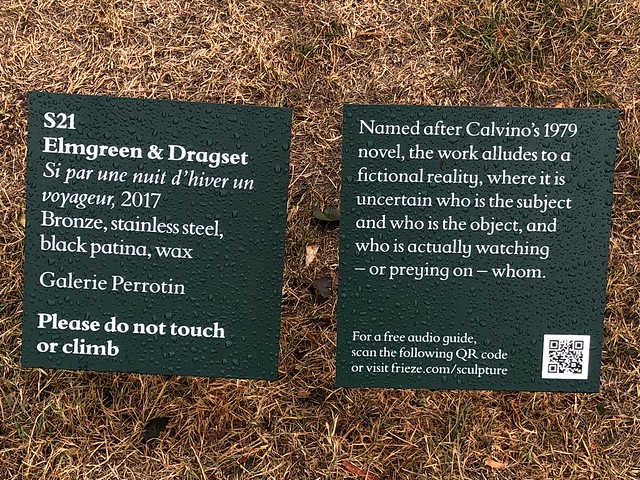 S21
Elmgreen & Dragset
Si par une nuit d'hiver un
voyageur, 2017
Bronze, stainless steel,
black patina, wax
Galerie Perrotin
Please do not touch
or climb
Named after Calvino's 1979
novel, the work alludes to a
fictional reality, where it is
uncertain who is the subject
and who is the object, and
who is actually watching
– or preying on – whom.
For a free audio guide,
scan the following QR code
or visit frieze.com/sculpture